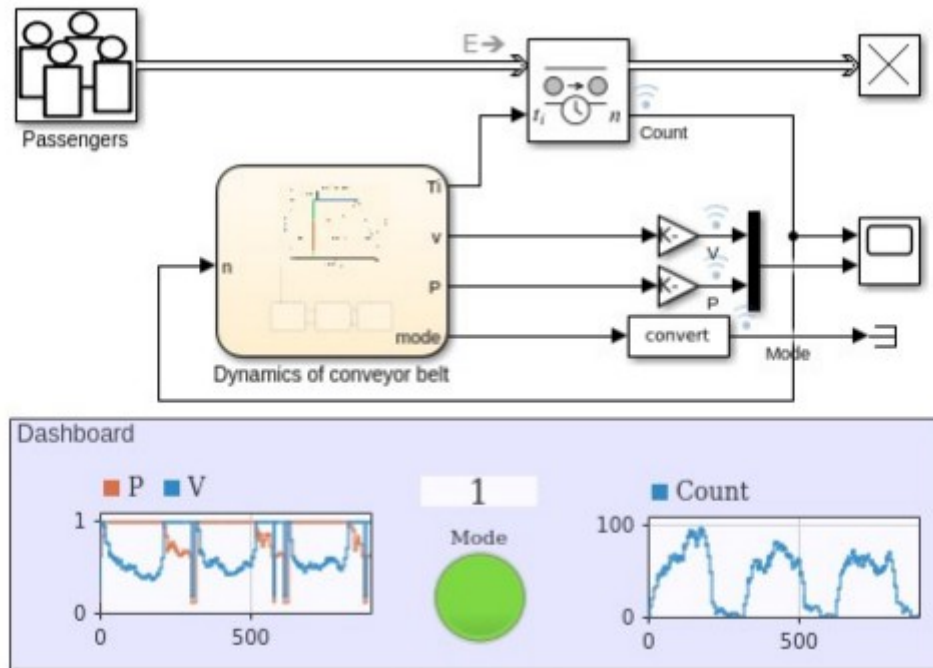 E
Passengers
t_i
n
Count
Ti
v
P
mode
n
K-
V
K-
P
convert
Mode
Dynamics of conveyor belt
Dashboard
P V
1
Mode
Count
1
0
0 500
100
0
0 500